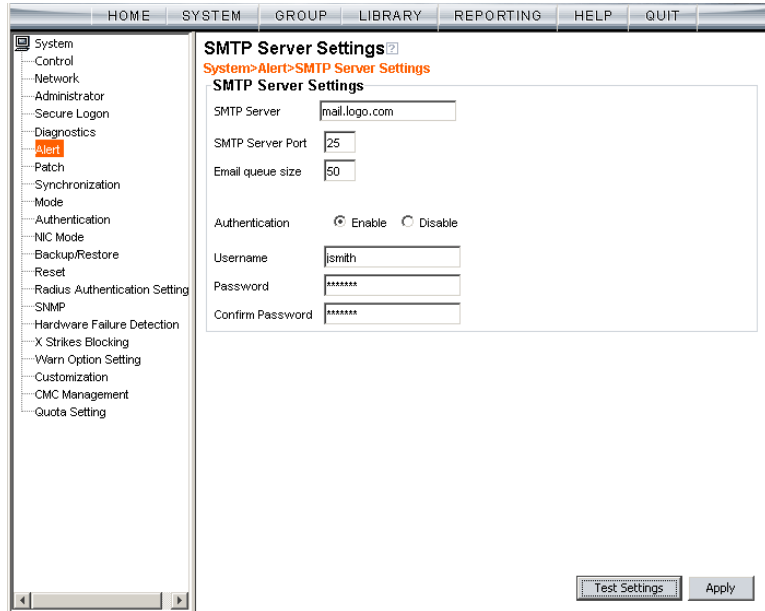 HOME SYSTEM GROUP LIBRARY REPORTING HELP QUIT
System
Control
Network
Administrator
Secure Logon
Diagnostics
Alert
Patch
Synchronization
Mode
Authentication
NIC Mode
Backup/Restore
Reset
Radius Authentication Setting
SNMP
Hardware Failure Detection
X Strikes Blocking
Warn Option Setting
Customization
CMC Management
Quota Setting
SMTP Server Settings?
System>Alert>SMTP Server Settings
SMTP Server Settings
SMTP Server mail.logo.com
SMTP Server Port 25
Email queue size 50
Authentication Enable Disable
Username jsmith
Password *******
Confirm Password *******
Test Settings Apply